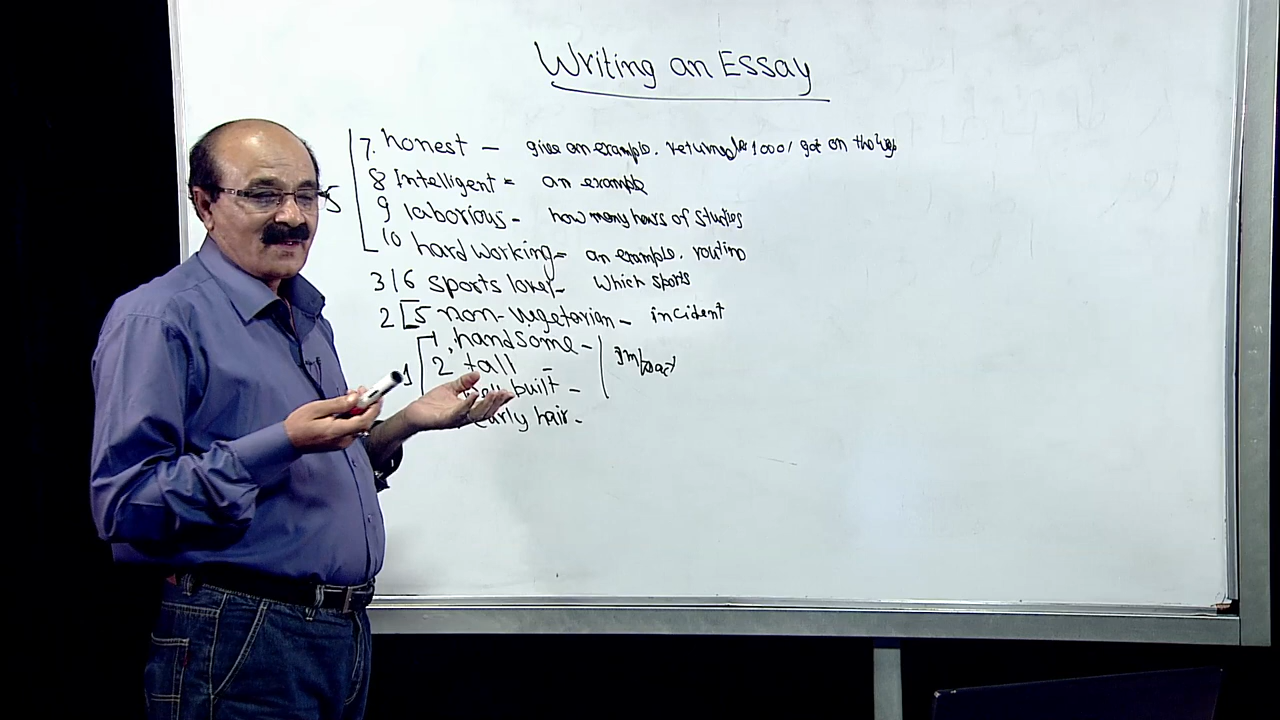 Writing an Essay
7. honest - give an example. returned 1000/ got on the
8 Intelligent = an example
9 laborious - how many hours of studies
10 hard working = an example. routine
5
3 6 sports lover - which sports
2 5 non-vegetarian - incident
1, handsome -
2 tall - Impact
1 built -
hair -